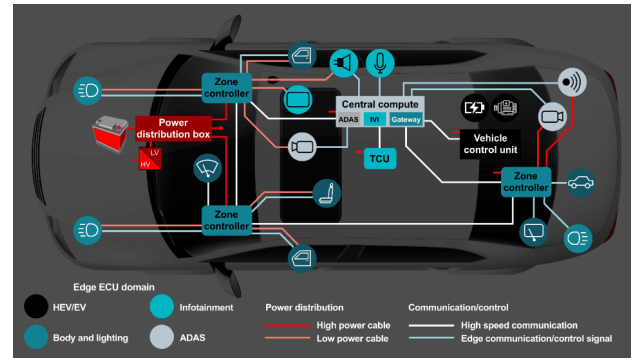 Zone
controller
Central compute
ADAS
IVI
Gateway
Power
distribution box
LV
HV
TCU
Vehicle
control unit
Zone
controller
Zone
controller
Edge ECU domain
HEV/EV
Infotainment
Body and lighting
ADAS
Power distribution
High power cable
Low power cable
Communication/control
High speed communication
Edge communication/control signal